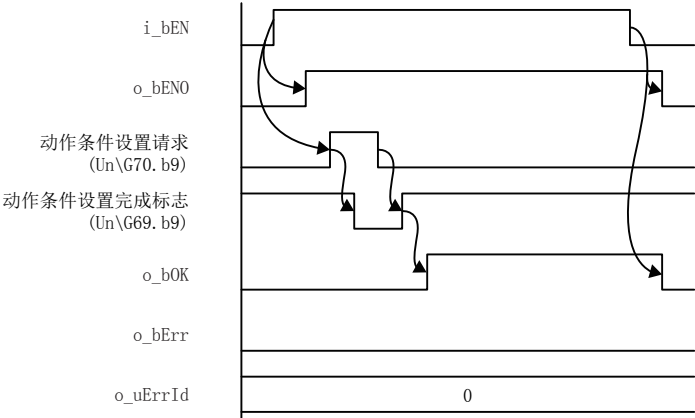 i_bEN
o_bENO
动作条件设置请求
(Un\G70.b9)
动作条件设置完成标志
(Un\G69.b9)
o_bOK
o_bErr
o_uErrId
0